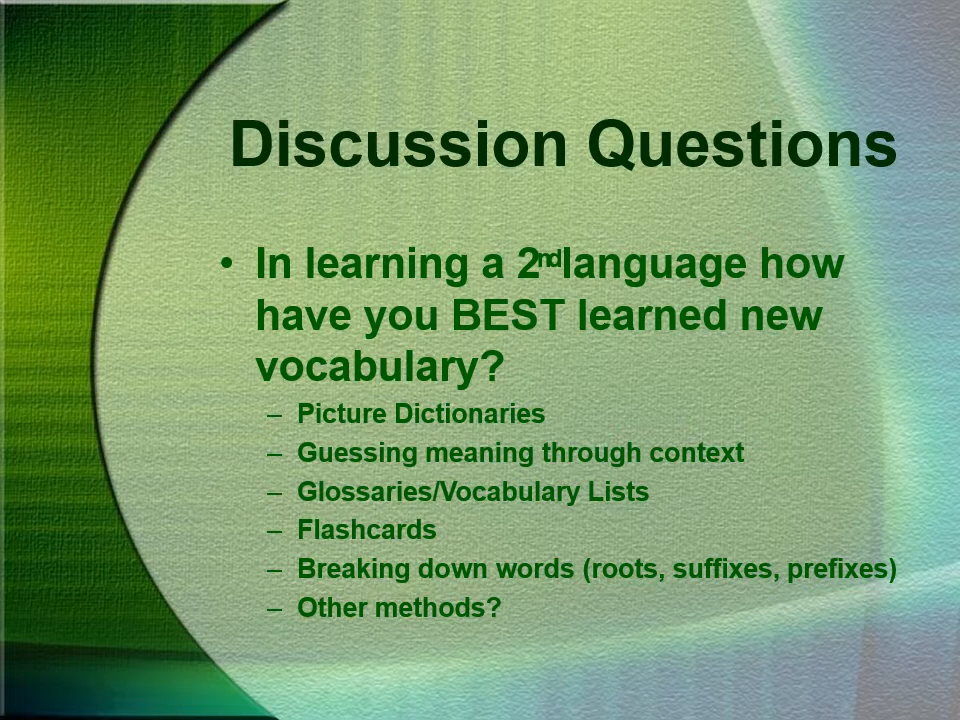 Discussion Questions
• In learning a 2nd language how
have you BEST learned new
vocabulary?
– Picture Dictionaries
– Guessing meaning through context
– Glossaries/Vocabulary Lists
– Flashcards
– Breaking down words (roots, suffixes, prefixes)
– Other methods?